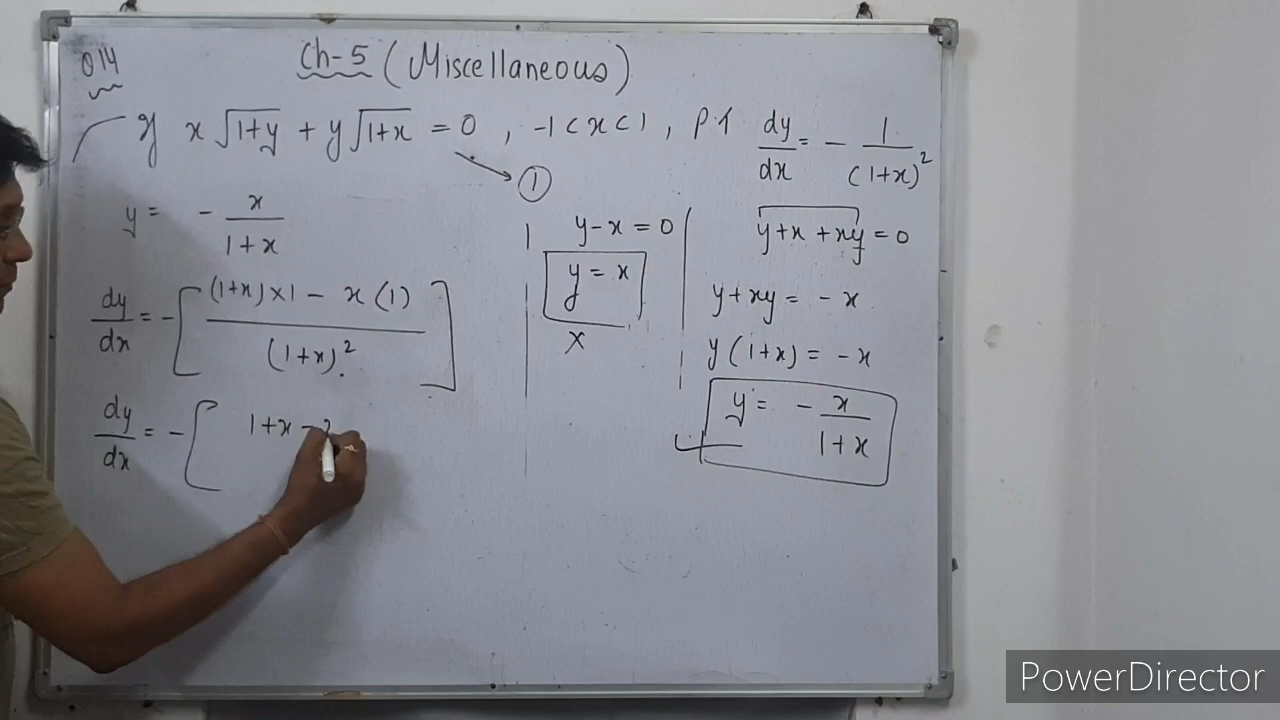 Q14
Ch-5 (Miscellaneous)
If x √1+y + y √1+x = 0 , -1 < x < 1 , P.T dy/dx = - 1/(1+x)²
①
y = - x/1+x
dy/dx = - [ (1+x)×1 - x(1) / (1+x)² ]
dy/dx = - [ 1+x -
y-x = 0
y = x
X
y+x+xy = 0
y+xy = -x
y(1+x) = -x
y = - x/1+x
PowerDirector